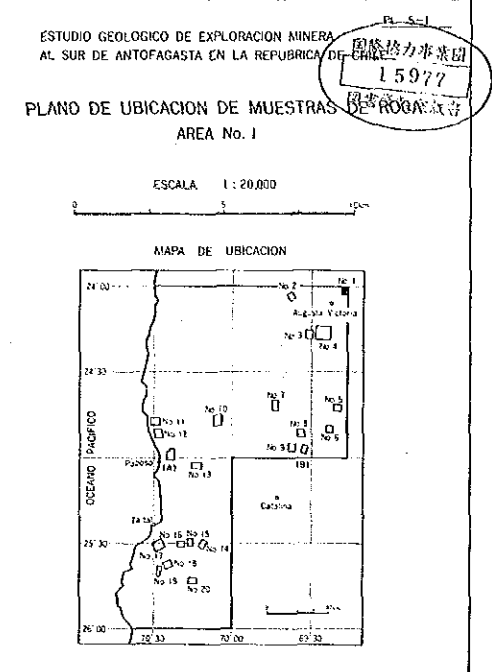 PL-S-1
ESTUDIO GEOLOGICO DE EXPLORACION MINERA
AL SUR DE ANTOFAGASTA EN LA REPUBRICA DE CHILE
15977
PLANO DE UBICACION DE MUESTRAS DE ROCA
AREA No. 1
ESCALA 1 : 20,000
0 5 10km
MAPA DE UBICACION
24°00'
No 1
No 2
Augusta Victoria
No 3
No 4
24°30'
No 7
No 5
No 10
No 11
No 12
No 8
No 6
No 9
OCEANO PACIFICO
Paposo
(A)
No 13
(B)
Catalina
Taltal
25°30'
No 16
No 15
No 14
No 17
No 18
No 19
No 20
26°00'
70°30'
70°00'
69°30'